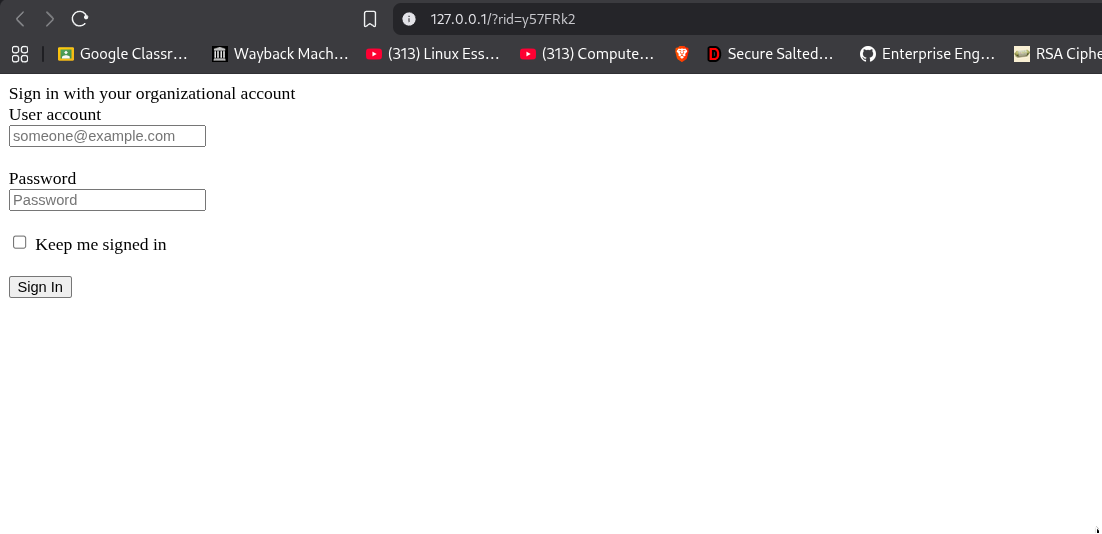 127.0.0.1/?rid=y57FRk2
Google Classr... Wayback Mach... (313) Linux Ess... (313) Compute... Secure Salted... Enterprise Eng... RSA Ciphe
Sign in with your organizational account
User account
someone@example.com
Password
Password
Keep me signed in
Sign In